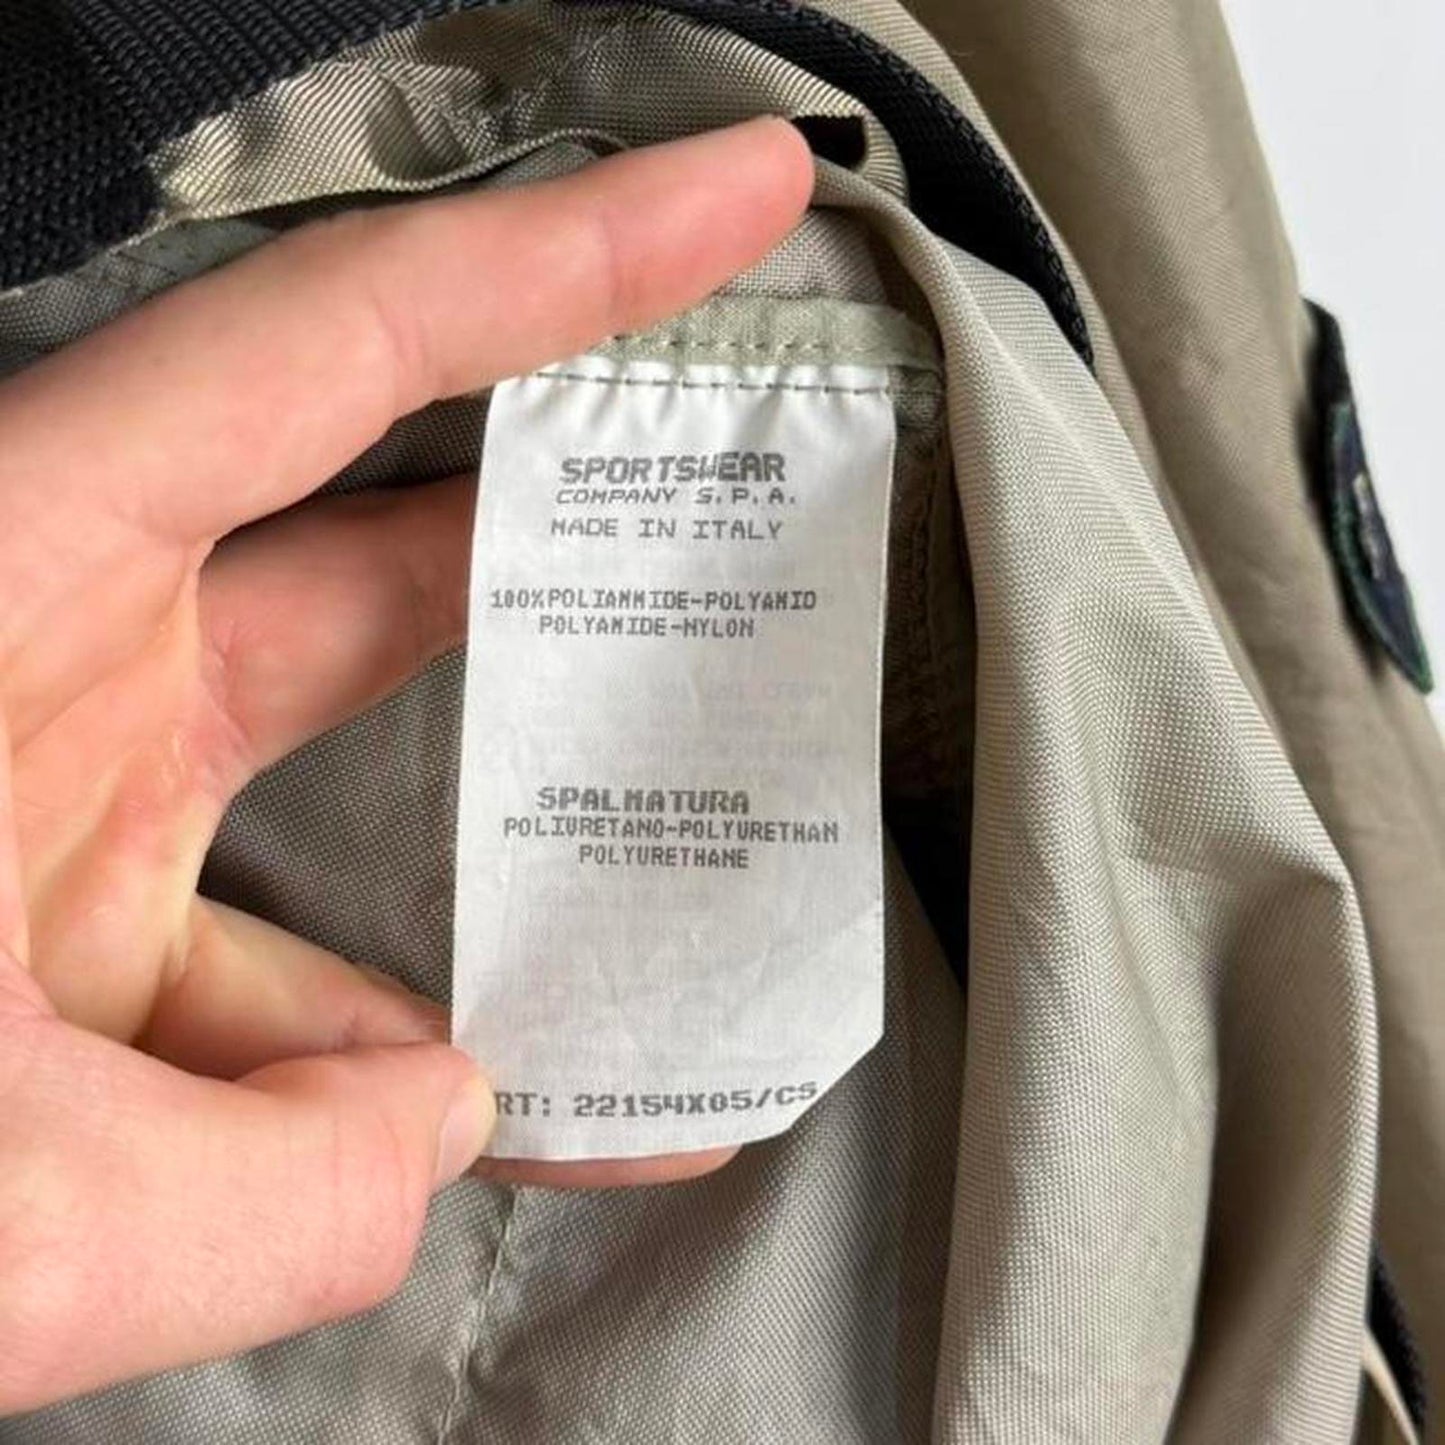 SPORTSWEAR
COMPANY S.P.A.
MADE IN ITALY
100%POLIAMMIDE-POLYAMID
POLYAMIDE-NYLON
SPALMATURA
POLIURETANO-POLYURETHAN
POLYURETHANE
RT: 22154X05/CS